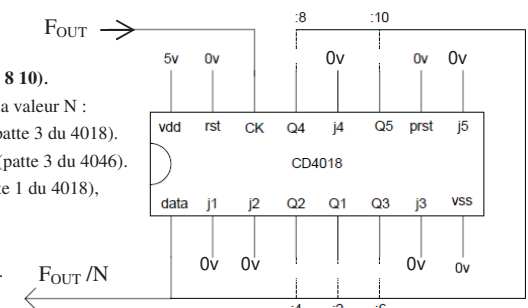 :8 :10
F_OUT
5v 0v 0v 0v 0v
8 10).
a valeur N :
patte 3 du 4018).
(patte 3 du 4046).
te 1 du 4018),
vdd rst CK Q4 j4 Q5 prst j5
CD4018
data j1 j2 Q2 Q1 Q3 j3 vss
0v 0v 0v 0v
F_OUT /N
:4 :2 :6